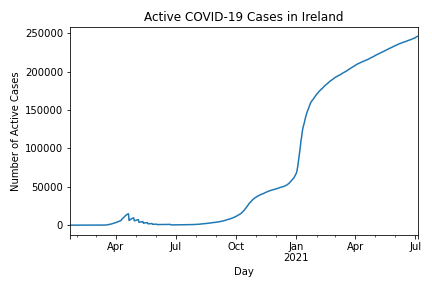 Active COVID-19 Cases in Ireland
Number of Active Cases
250000
200000
150000
100000
50000
0
Apr
Jul
Oct
Jan
2021
Apr
Jul
Day